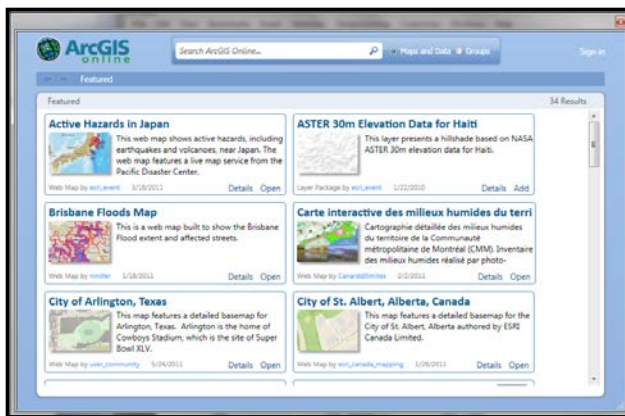 ArcGIS
online
Search ArcGIS Online...
Maps and Data
Groups
Sign in
Featured
Featured
34 Results
Active Hazards in Japan
This web map shows active hazards, including
earthquakes and volcanoes, near Japan. The
web map features a live map service from the
Pacific Disaster Center.
Web Map by esri_event 3/16/2011
Details Open
ASTER 30m Elevation Data for Haiti
This layer presents a hillshade based on NASA
ASTER 30m elevation data for Haiti.
Layer Package by esri_event 1/22/2010
Details Add
Brisbane Floods Map
This is a web map built to show the Brisbane
Flood extent and affected streets.
Web Map by 1/18/2011
Details Open
Carte interactive des milieux humides du terri
Cartographie détaillée des milieux humides
du territoire de la Communauté
métropolitaine de Montréal (CMM). Inventaire
des milieux humides réalisé par photo-
Web Map by 2/2/2011
Details Open
City of Arlington, Texas
This map features a detailed basemap for
Arlington, Texas. Arlington is the home of
Cowboys Stadium, which is the site of Super
Bowl XLV.
Web Map by user_community 5/24/2011
Details Open
City of St. Albert, Alberta, Canada
This map features a detailed basemap for the
City of St. Albert, Alberta authored by ESRI
Canada Limited.
Web Map by esri_canada_mapping 5/26/2011
Details Open